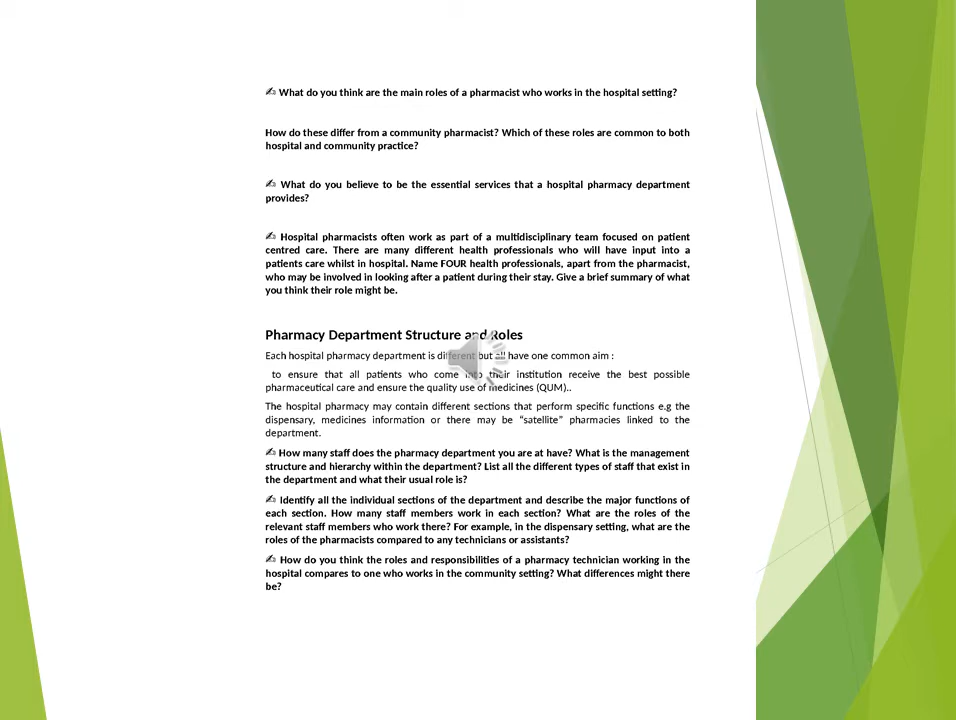 ✍ What do you think are the main roles of a pharmacist who works in the hospital setting?
How do these differ from a community pharmacist? Which of these roles are common to both
hospital and community practice?
✍ What do you believe to be the essential services that a hospital pharmacy department
provides?
✍ Hospital pharmacists often work as part of a multidisciplinary team focused on patient
centred care. There are many different health professionals who will have input into a
patients care whilst in hospital. Name FOUR health professionals, apart from the pharmacist,
who may be involved in looking after a patient during their stay. Give a brief summary of what
you think their role might be.
Pharmacy Department Structure and Roles
Each hospital pharmacy department is different but all have one common aim :
to ensure that all patients who come into their institution receive the best possible
pharmaceutical care and ensure the quality use of medicines (QUM)..
The hospital pharmacy may contain different sections that perform specific functions e.g the
dispensary, medicines information or there may be “satellite” pharmacies linked to the
department.
✍ How many staff does the pharmacy department you are at have? What is the management
structure and hierarchy within the department? List all the different types of staff that exist in
the department and what their usual role is?
✍ Identify all the individual sections of the department and describe the major functions of
each section. How many staff members work in each section? What are the roles of the
relevant staff members who work there? For example, in the dispensary setting, what are the
roles of the pharmacists compared to any technicians or assistants?
✍ How do you think the roles and responsibilities of a pharmacy technician working in the
hospital compares to one who works in the community setting? What differences might there
be?